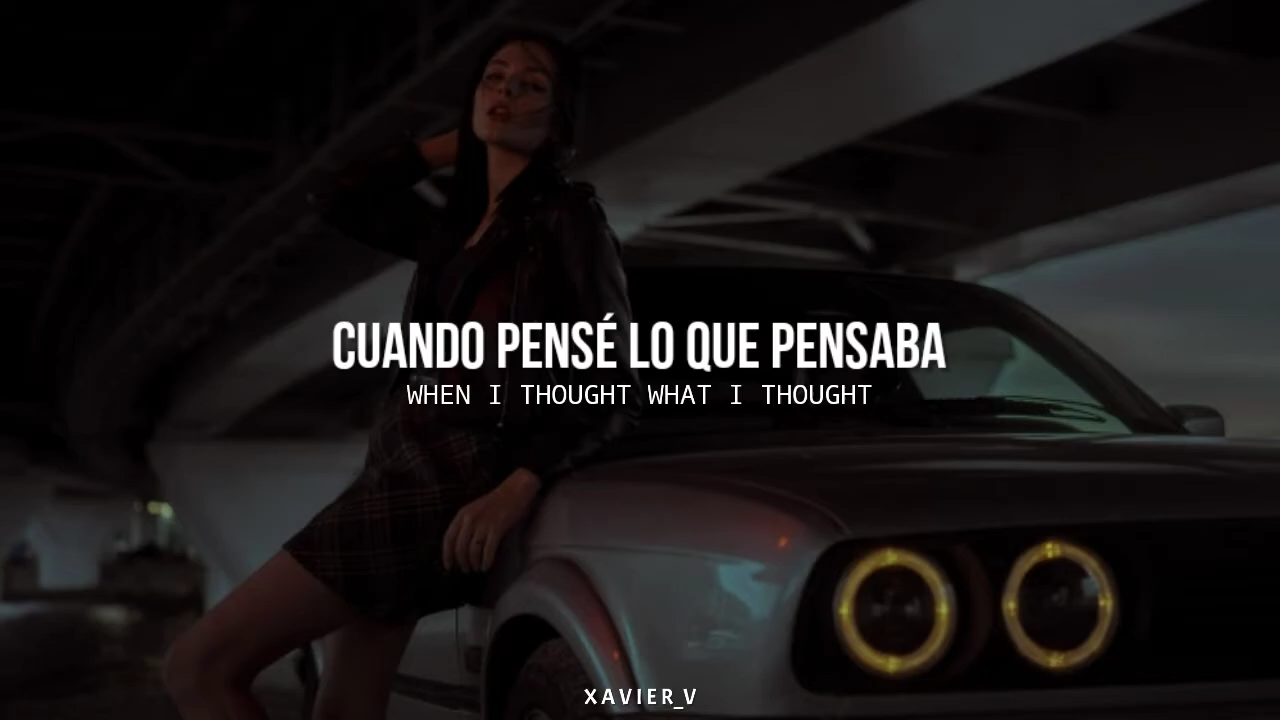 CUANDO PENSÉ LO QUE PENSABA
WHEN I THOUGHT WHAT I THOUGHT
XAVIER_V